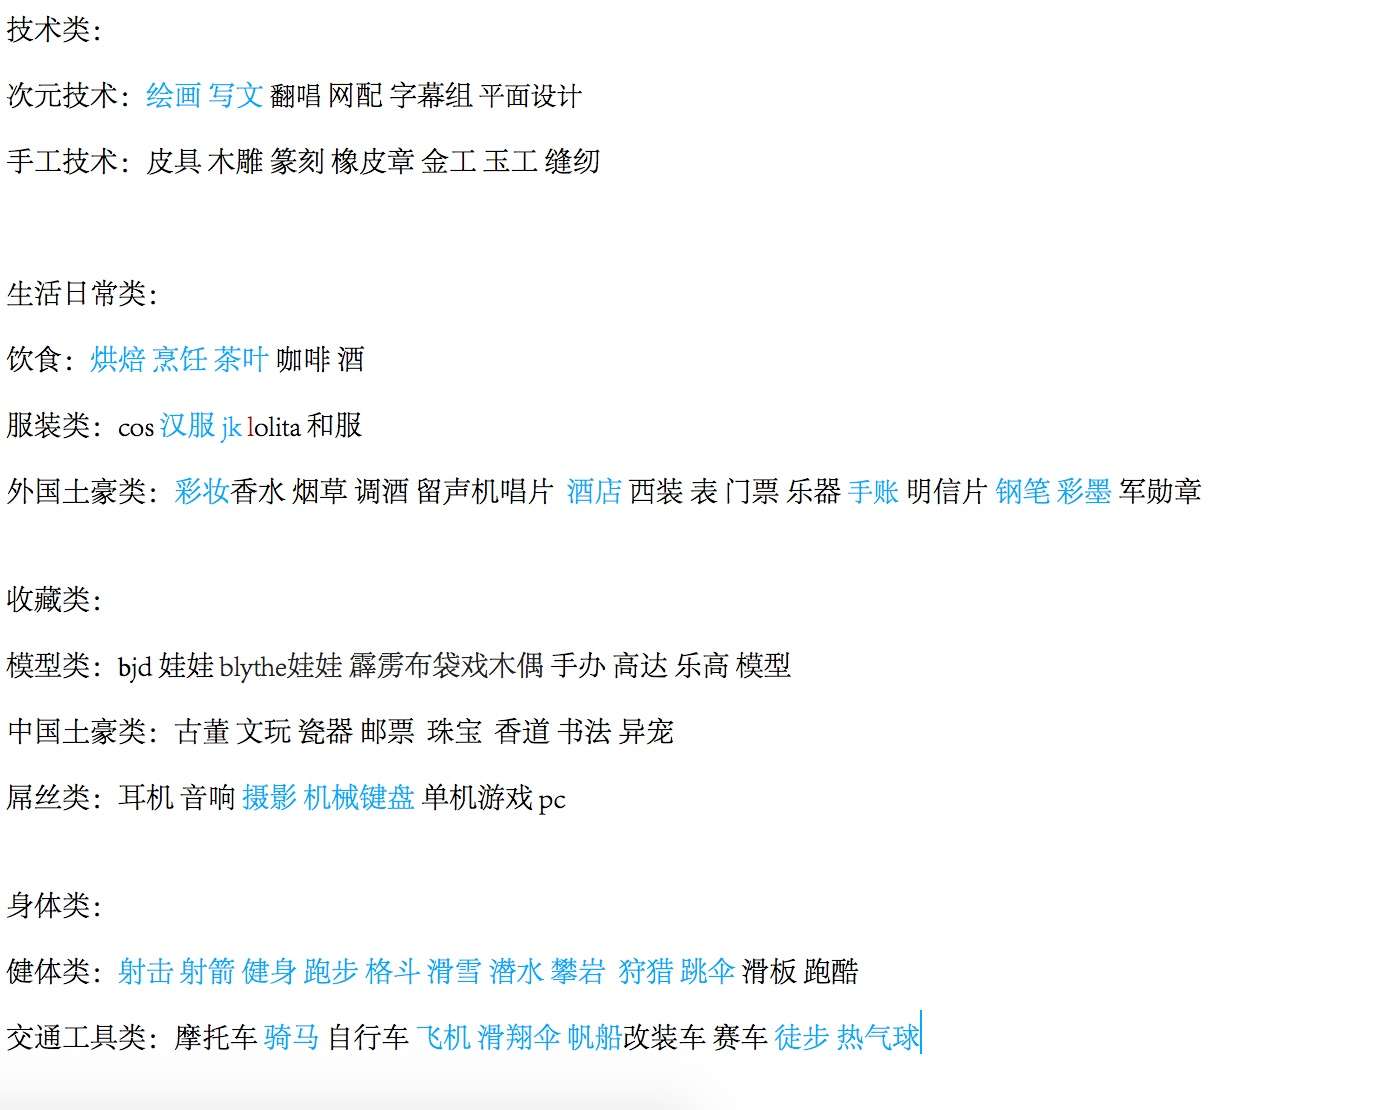 技术类：
次元技术：绘画 写文 翻唱 网配 字幕组 平面设计
手工技术：皮具 木雕 篆刻 橡皮章 金工 玉工 缝纫
生活日常类：
饮食：烘焙 烹饪 茶叶 咖啡 酒
服装类：cos 汉服 jk lolita 和服
外国土豪类：彩妆香水 烟草 调酒 留声机唱片 酒店 西装 表 门票 乐器 手账 明信片 钢笔 彩墨 军勋章
收藏类：
模型类：bjd 娃娃 blythe娃娃 霹雳布袋戏木偶 手办 高达 乐高 模型
中国土豪类：古董 文玩 瓷器 邮票 珠宝 香道 书法 异宠
屌丝类：耳机 音响 摄影 机械键盘 单机游戏 pc
身体类：
健体类：射击 射箭 健身 跑步 格斗 滑雪 潜水 攀岩 狩猎 跳伞 滑板 跑酷
交通工具类：摩托车 骑马 自行车 飞机 滑翔伞 帆船改装车 赛车 徒步 热气球